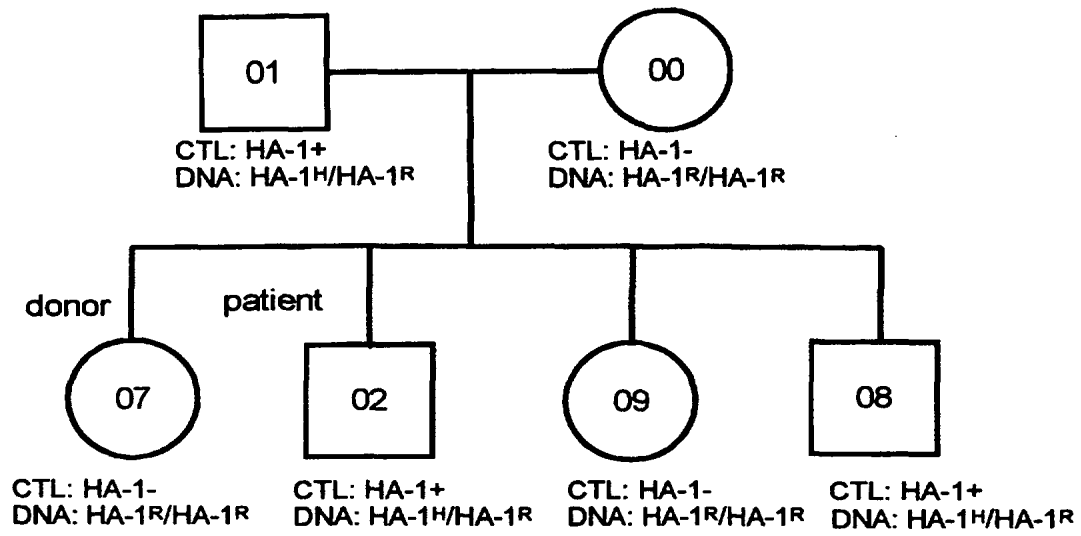 01
00
CTL: HA-1+
DNA: HA-1H/HA-1R
CTL: HA-1-
DNA: HA-1R/HA-1R
donor
patient
07
02
09
08
CTL: HA-1-
DNA: HA-1R/HA-1R
CTL: HA-1+
DNA: HA-1H/HA-1R
CTL: HA-1-
DNA: HA-1R/HA-1R
CTL: HA-1+
DNA: HA-1H/HA-1R